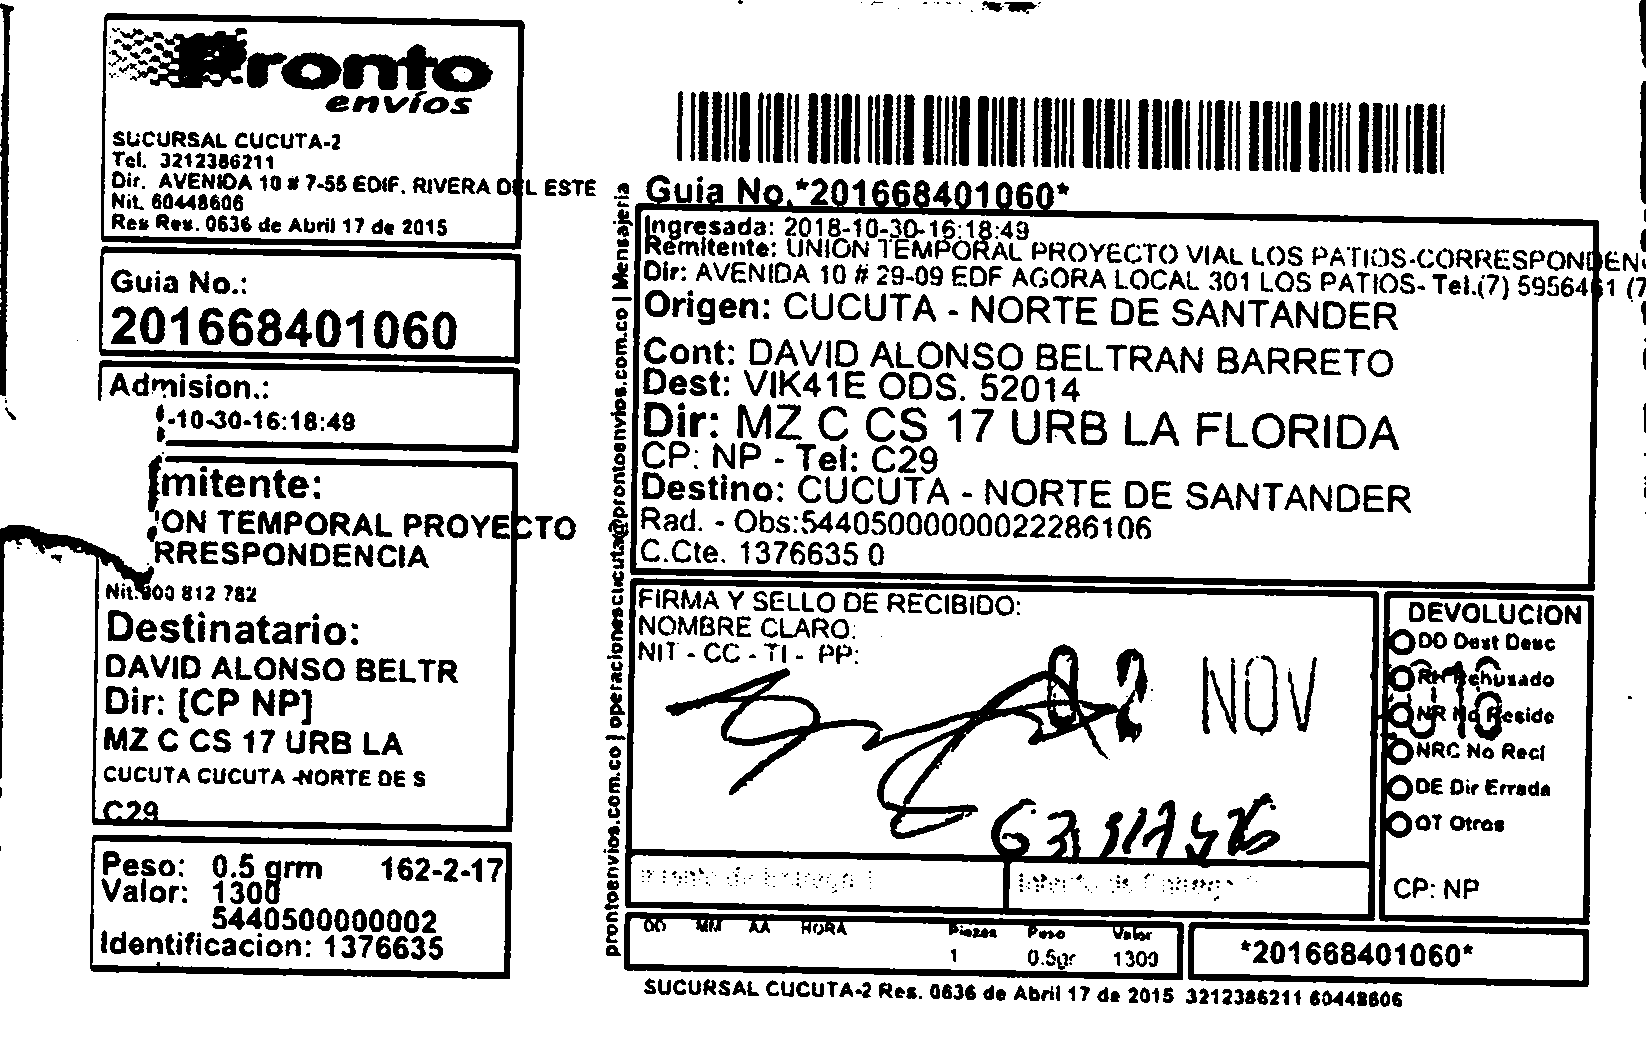 Pronto
envíos
SUCURSAL CUCUTA-2
Tel. 3212386211
Dir. AVENIDA 10 # 7-55 EDIF. RIVERA DEL ESTE
Nit. 60448606
Res Res. 0636 de Abril 17 de 2015
Guia No.:
201668401060
Admision.:
-10-30-16:18:49
mitente:
ON TEMPORAL PROYECTO
RRESPONDENCIA
Nit: 900 812 782
Destinatario:
DAVID ALONSO BELTR
Dir: [CP NP]
MZ C CS 17 URB LA
CUCUTA CUCUTA -NORTE DE S
C29
Peso: 0.5 grm 162-2-17
Valor: 1300
5440500000002
Identificacion: 1376635
prontoenvios.com.co | operacionescucuta@prontoenvios.com.co | Mensajeria
Guia No.*201668401060*
Ingresada: 2018-10-30-16:18:49
Remitente: UNION TEMPORAL PROYECTO VIAL LOS PATIOS-CORRESPONDEN
Dir: AVENIDA 10 # 29-09 EDF AGORA LOCAL 301 LOS PATIOS- Tel.(7) 5956461 (7
Origen: CUCUTA - NORTE DE SANTANDER
Cont: DAVID ALONSO BELTRAN BARRETO
Dest: VIK41E ODS. 52014
Dir: MZ C CS 17 URB LA FLORIDA
CP: NP - Tel: C29
Destino: CUCUTA - NORTE DE SANTANDER
Rad. - Obs:54405000000022286106
C.Cte. 1376635 0
FIRMA Y SELLO DE RECIBIDO:
NOMBRE CLARO:
NIT - CC - TI - PP:
02 NOV
DEVOLUCION
DD Dest Desc
RH Rehusado
NR No Reside
NRC No Recl
DE Dir Errada
OT Otros
CP: NP
DD MM AA HORA Piezas Peso Valor
1 0.5gr 1300
*201668401060*
SUCURSAL CUCUTA-2 Res. 0636 de Abril 17 de 2015 3212386211 60448606